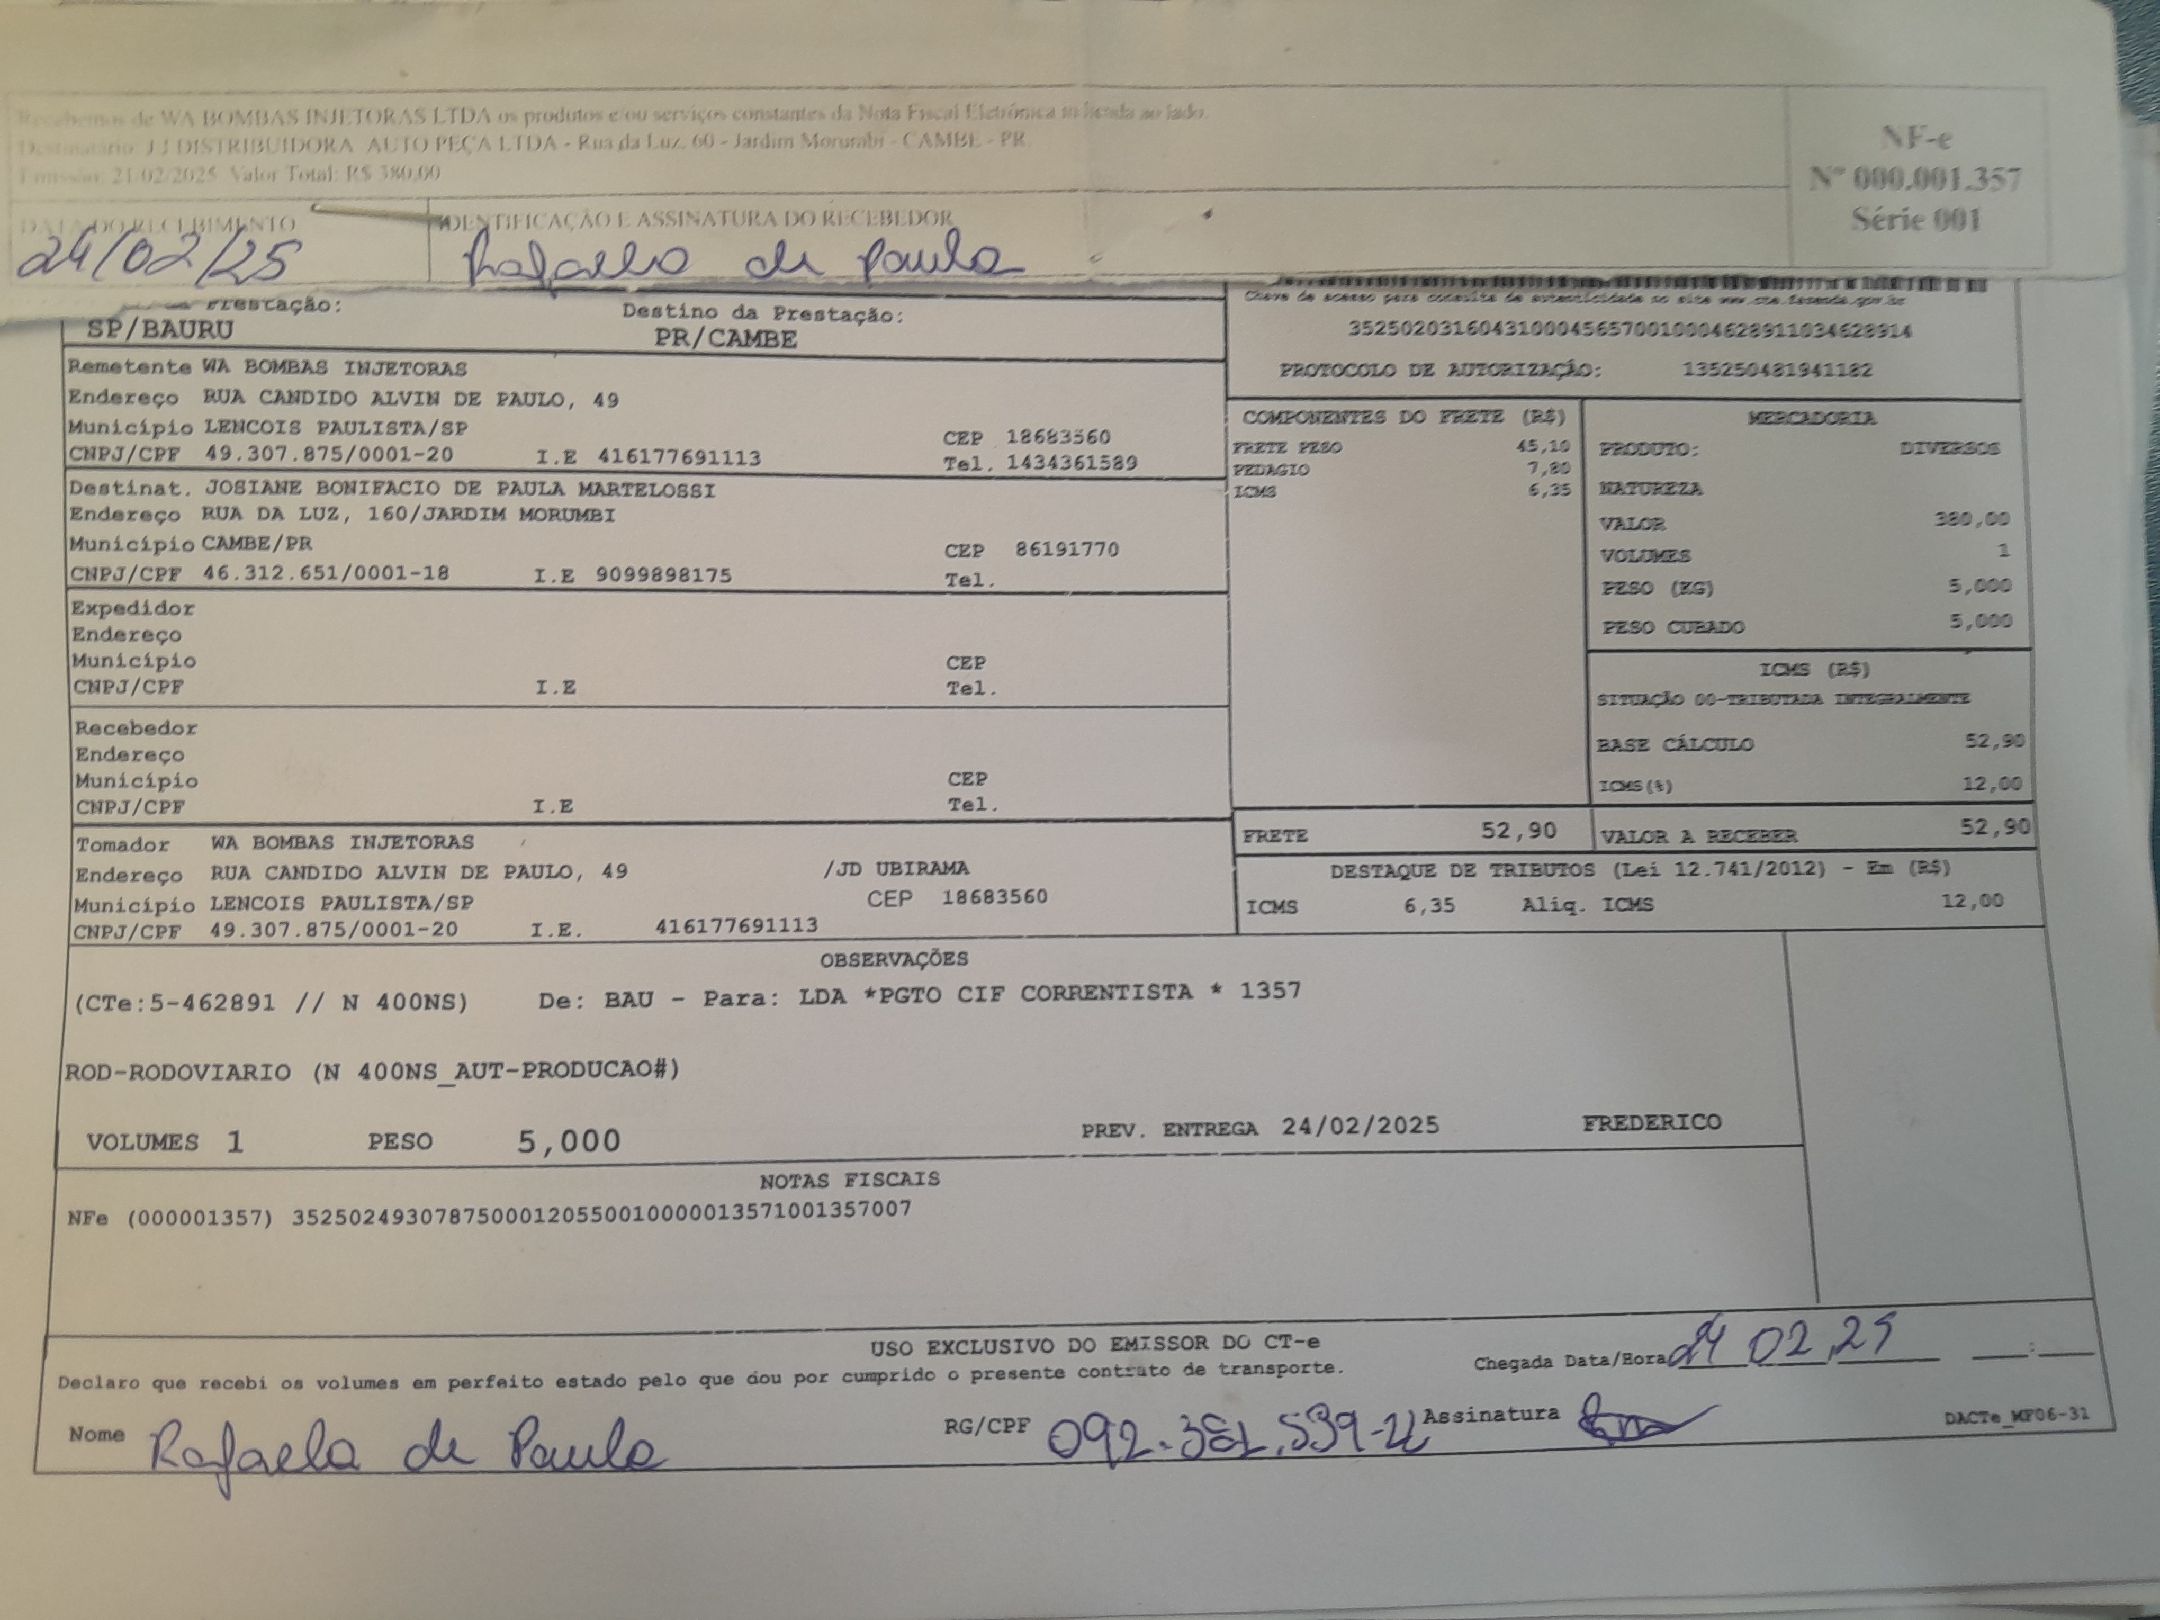 Recebemos de WA BOMBAS INJETORAS LTDA os produtos e/ou serviços constantes da Nota Fiscal Eletrônica indicada ao lado.
Destinatário: J J DISTRIBUIDORA AUTO PEÇA LTDA - Rua da Luz, 60 - Jardim Morumbi - CAMBE - PR
Emissão: 21/02/2025 Valor Total: R$ 380,00
NF-e
Nº 000.001.357
Série 001
DATA DO RECEBIMENTO
IDENTIFICAÇÃO E ASSINATURA DO RECEBEDOR
24/02/25
Rafaela de Paula
Prestação:
Destino da Prestação:
SP/BAURU
PR/CAMBE
Chave de acesso para consulta de autenticidade no site www.cte.fazenda.gov.br
35250203160431000456570010004628911034628914
PROTOCOLO DE AUTORIZAÇÃO: 135250481941182
Remetente WA BOMBAS INJETORAS
Endereço RUA CANDIDO ALVIN DE PAULO, 49
Município LENCOIS PAULISTA/SP CEP 18683560
CNPJ/CPF 49.307.875/0001-20 I.E 416177691113 Tel. 1434361589
Destinat. JOSIANE BONIFACIO DE PAULA MARTELOSSI
Endereço RUA DA LUZ, 160/JARDIM MORUMBI
Município CAMBE/PR CEP 86191770
CNPJ/CPF 46.312.651/0001-18 I.E 9099898175 Tel.
Expedidor
Endereço
Município CEP
CNPJ/CPF I.E Tel.
Recebedor
Endereço
Município CEP
CNPJ/CPF I.E Tel.
Tomador WA BOMBAS INJETORAS
Endereço RUA CANDIDO ALVIN DE PAULO, 49 /JD UBIRAMA
Município LENCOIS PAULISTA/SP CEP 18683560
CNPJ/CPF 49.307.875/0001-20 I.E. 416177691113
COMPONENTES DO FRETE (R$)
FRETE PESO 45,10
PEDAGIO 7,80
ICMS 6,35
MERCADORIA
PRODUTO: DIVERSOS
NATUREZA
VALOR 380,00
VOLUMES 1
PESO (KG) 5,000
PESO CUBADO 5,000
ICMS (R$)
SITUAÇÃO 00-TRIBUTADA INTEGRALMENTE
BASE CÁLCULO 52,90
ICMS(%) 12,00
FRETE 52,90
VALOR A RECEBER 52,90
DESTAQUE DE TRIBUTOS (Lei 12.741/2012) - Em (R$)
ICMS 6,35 Aliq. ICMS 12,00
OBSERVAÇÕES
(CTe:5-462891 // N 400NS) De: BAU - Para: LDA *PGTO CIF CORRENTISTA * 1357
ROD-RODOVIARIO (N 400NS_AUT-PRODUCAO#)
VOLUMES 1 PESO 5,000 PREV. ENTREGA 24/02/2025 FREDERICO
NOTAS FISCAIS
NFe (000001357) 35250249307875000120550010000013571001357007
USO EXCLUSIVO DO EMISSOR DO CT-e
Declaro que recebi os volumes em perfeito estado pelo que dou por cumprido o presente contrato de transporte.
Chegada Data/Hora 24 02,25 :
Nome Rafaela de Paula RG/CPF Assinatura
DACTe_MF06-31